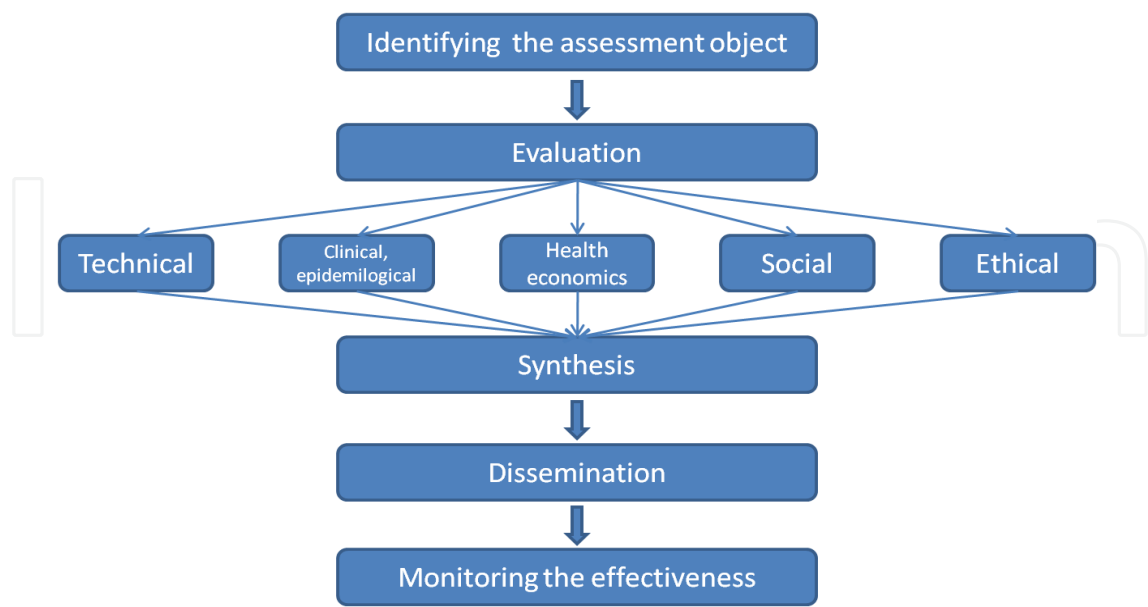 Identifying the assessment object
Evaluation
Technical
Clinical,
epidemilogical
Health
economics
Social
Ethical
Synthesis
Dissemination
Monitoring the effectiveness